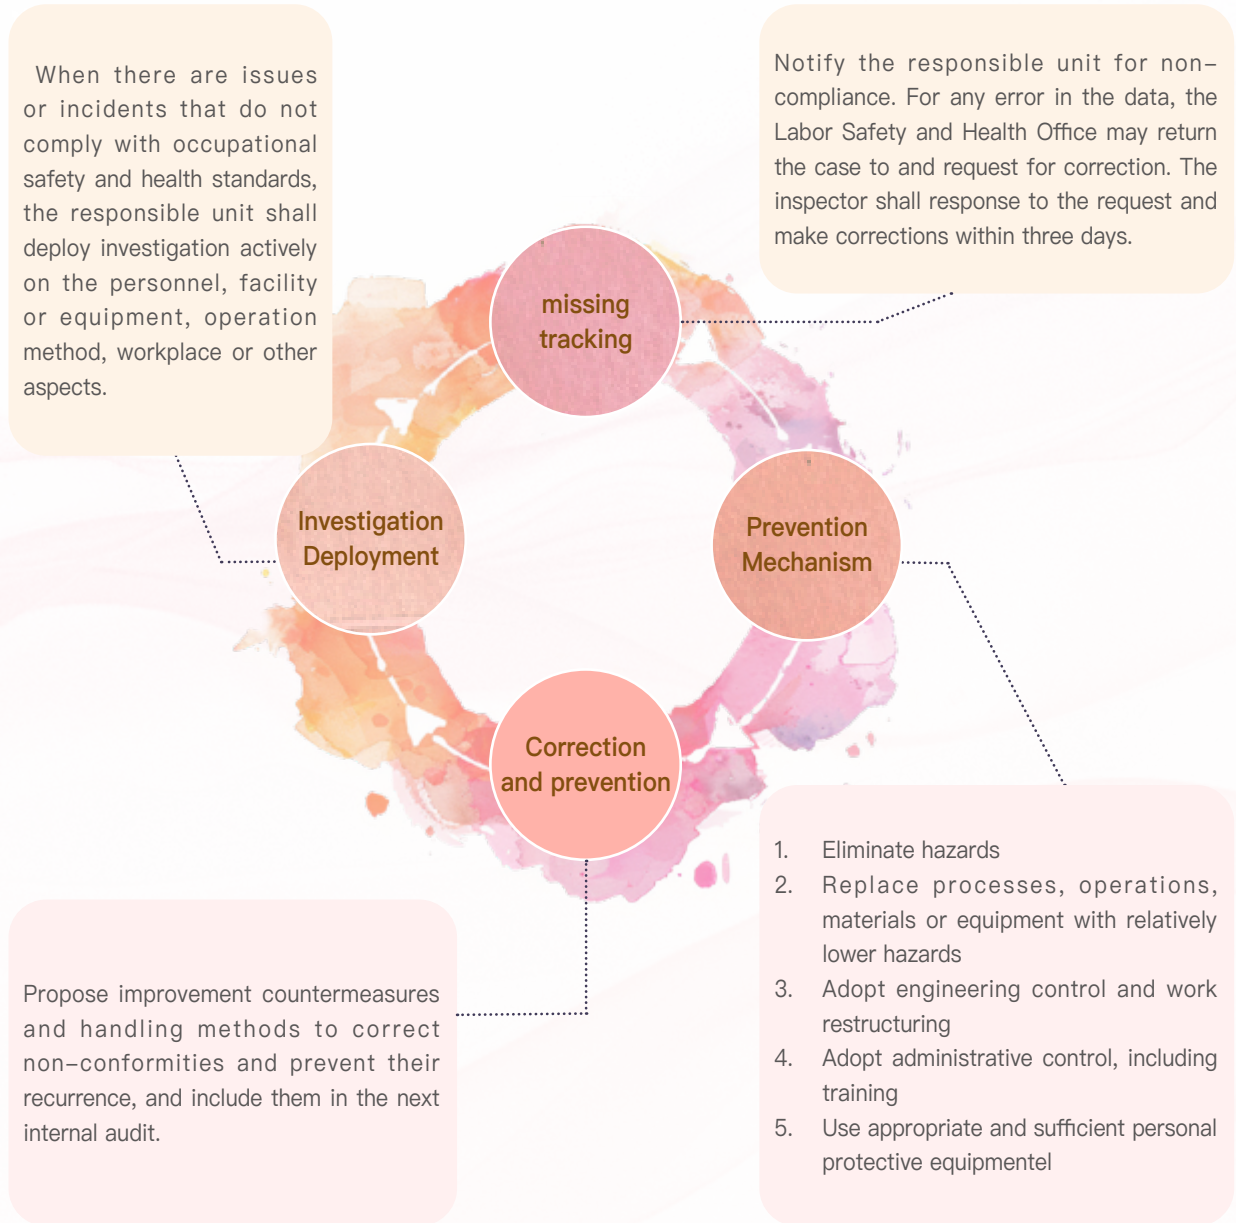 When there are issues
or incidents that do not
comply with occupational
safety and health standards,
the responsible unit shall
deploy investigation actively
on the personnel, facility
or equipment, operation
method, workplace or other
aspects.
Notify the responsible unit for non–
compliance. For any error in the data, the
Labor Safety and Health Office may return
the case to and request for correction. The
inspector shall response to the request and
make corrections within three days.
missing
tracking
Investigation
Deployment
Prevention
Mechanism
Correction
and prevention
Propose improvement countermeasures
and handling methods to correct
non–conformities and prevent their
recurrence, and include them in the next
internal audit.
1. Eliminate hazards
2. Replace processes, operations,
materials or equipment with relatively
lower hazards
3. Adopt engineering control and work
restructuring
4. Adopt administrative control, including
training
5. Use appropriate and sufficient personal
protective equipmentel